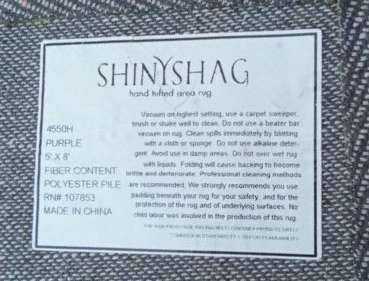 SHINYSHAG
hand tufted area rug
4550H
PURPLE
5' X 8'
FIBER CONTENT
POLYESTER PILE
RN# 107853
MADE IN CHINA
Vacuum on highest setting, use a carpet sweeper,
brush or shake well to clean. Do not use a beater bar
vacuum on rug. Clean spills immediately by blotting
with a cloth or sponge. Do not use alkaline deter-
gent. Avoid use in damp areas. Do not over wet rug
with liquids. Folding will cause backing to become
brittle and deteriorate. Professional cleaning methods
are recommended. We strongly recommends you use
padding beneath your rug for your safety, and for the
protection of the rug and of underlying surfaces. No
child labor was involved in the production of this rug.